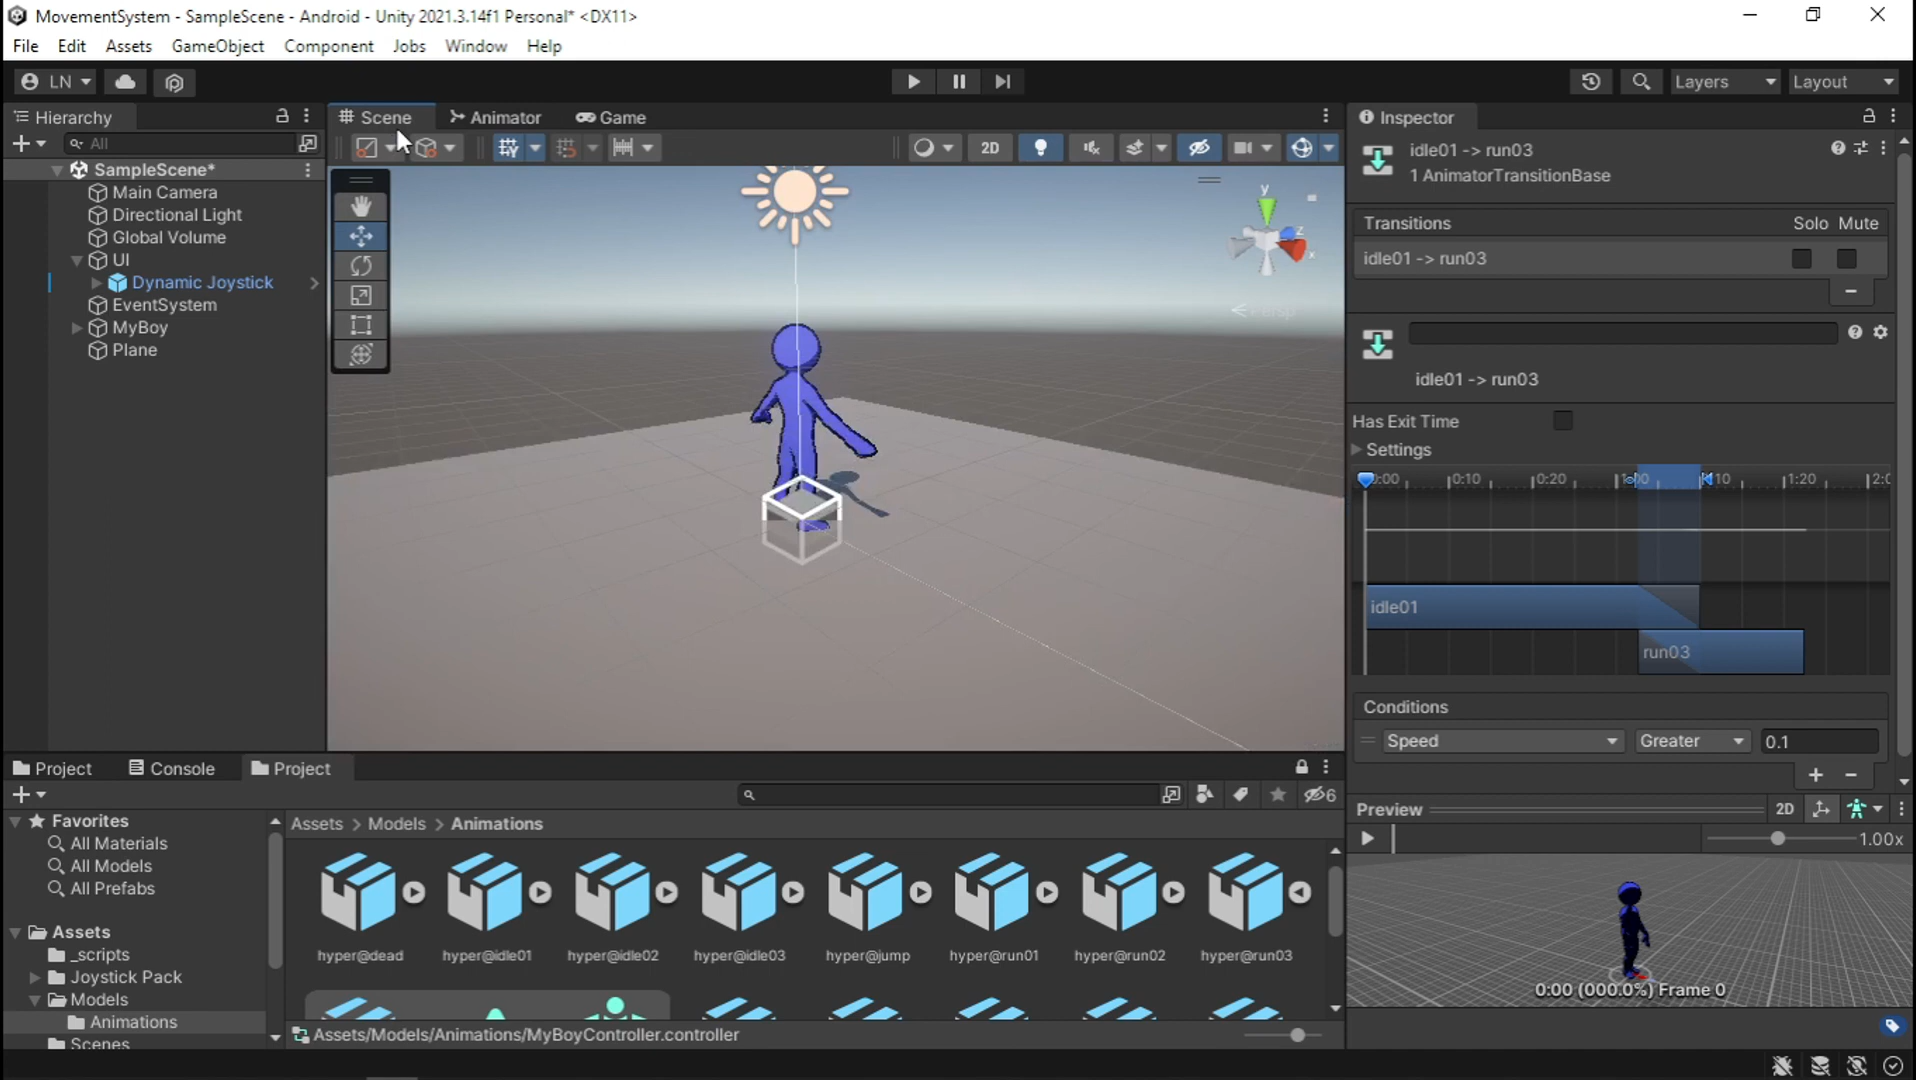 MovementSystem - SampleScene - Android - Unity 2021.3.14f1 Personal* <DX11>
File Edit Assets GameObject Component Jobs Window Help
LN
Layers Layout
Hierarchy
All
SampleScene*
Main Camera
Directional Light
Global Volume
UI
Dynamic Joystick
EventSystem
MyBoy
Plane
Scene Animator Game
2D
y
z
x
Persp
Inspector
idle01 -> run03
1 AnimatorTransitionBase
Transitions Solo Mute
idle01 -> run03
idle01 -> run03
Has Exit Time
Settings
0:00 0:10 0:20 1:00 1:10 1:20 2:0
idle01
run03
Conditions
Speed Greater 0.1
Preview 2D
1.00x
0:00 (000.0%) Frame 0
Project Console Project
6
Favorites
All Materials
All Models
All Prefabs
Assets
_scripts
Joystick Pack
Models
Animations
Scenes
Assets > Models > Animations
hyper@dead hyper@idle01 hyper@idle02 hyper@idle03 hyper@jump hyper@run01 hyper@run02 hyper@run03
Assets/Models/Animations/MyBoyController.controller